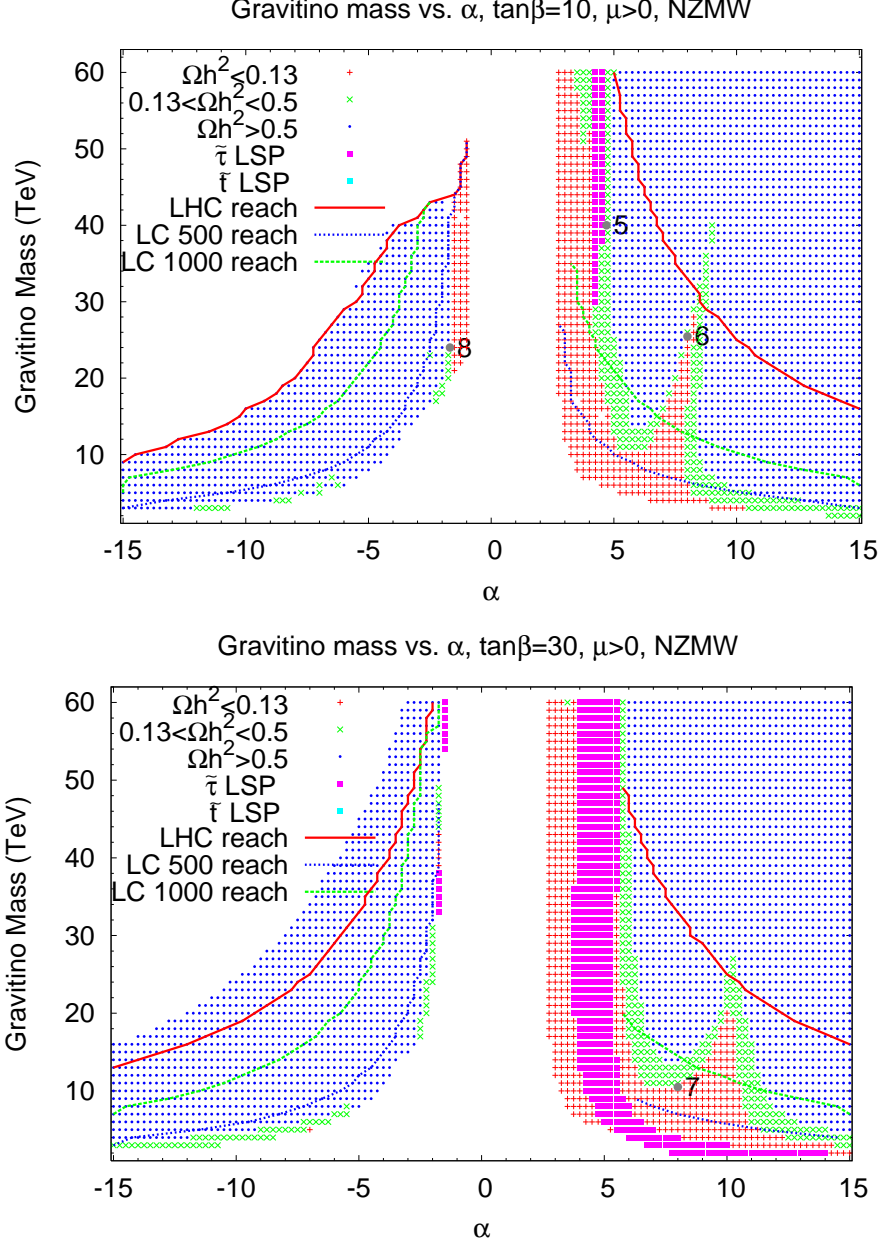 Gravitino mass vs. α, tanβ=10, μ>0, NZMW
Gravitino Mass (TeV)
60
50
40
30
20
10
Ωh²<0.13
0.13<Ωh²<0.5
Ωh²>0.5
τ̃ LSP
t̃ LSP
LHC reach
LC 500 reach
LC 1000 reach
5
6
8
-15 -10 -5 0 5 10 15
α
Gravitino mass vs. α, tanβ=30, μ>0, NZMW
Gravitino Mass (TeV)
60
50
40
30
20
10
Ωh²<0.13
0.13<Ωh²<0.5
Ωh²>0.5
τ̃ LSP
t̃ LSP
LHC reach
LC 500 reach
LC 1000 reach
7
-15 -10 -5 0 5 10 15
α